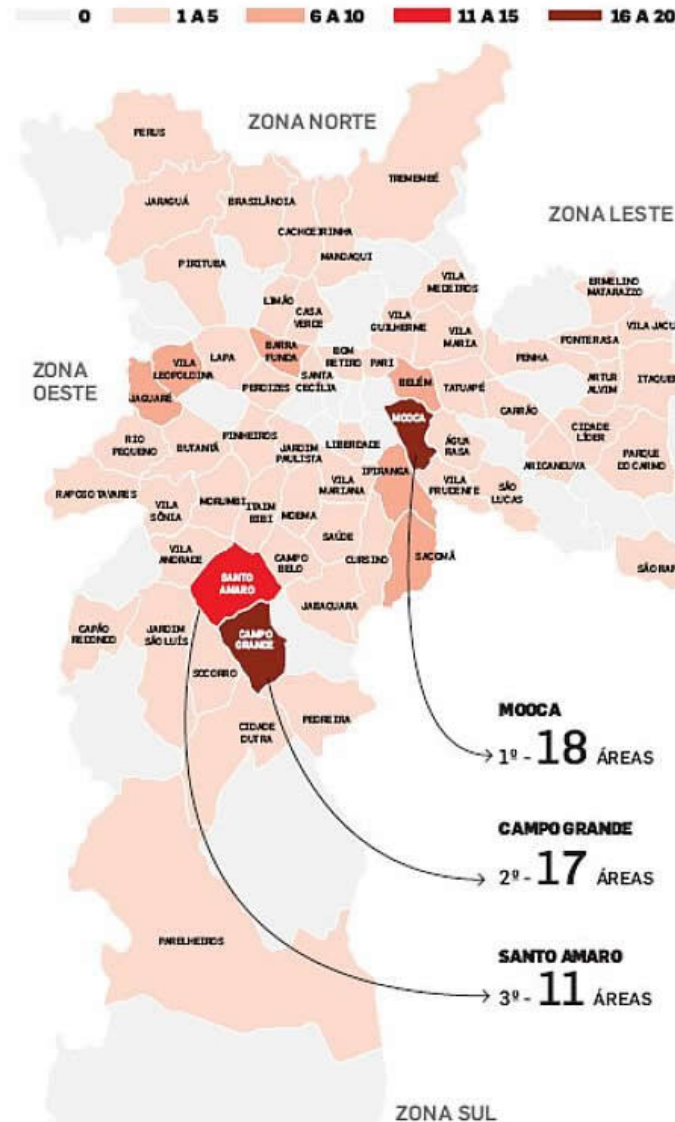 0 1 A 5 6 A 10 11 A 15 16 A 20
ZONA NORTE
PERUS
TREMEMBÉ
JARAGUÁ
BRASILÂNDIA
CACHOEIRINHA
MANDAQUI
ZONA LESTE
PIRITUBA
VILA
MEDEIROS
ERMELINO
MATARAZZO
LIMÃO
CASA
VERDE
VILA
GUILHERME
VILA
MARIA
VILA JACU
PONTE RASA
PENHA
ZONA
OESTE
VILA
LEOPOLDINA
LAPA
BARRA
FUNDA
BOM
RETIRO
PARI
PERDIZES
SANTA
CECÍLIA
BELÉM
TATUAPÉ
ARTUR
ALVIM
ITAQUER
JAGUARÉ
MOOCA
CARRÃO
CIDADE
LÍDER
RIO
PEQUENO
BUTANTÃ
PINHEIROS
JARDIM
PAULISTA
LIBERDADE
ÁGUA
RASA
ARICANDUVA
PARQUE
DO CARMO
IPIRANGA
RAPOSO TAVARES
VILA
SÔNIA
MORUMBI
ITAIM
BIBI
MOEMA
VILA
MARIANA
VILA
PRUDENTE
SÃO
LUCAS
SAÚDE
VILA
ANDRADE
CAMPO
BELO
CURSINO
SACOMÃ
SÃO RAF
SANTO
AMARO
JABAQUARA
CAPÃO
REDONDO
JARDIM
SÃO LUÍS
CAMPO
GRANDE
SOCORRO
CIDADE
DUTRA
PEDREIRA
MOOCA
1º - 18 ÁREAS
CAMPO GRANDE
2º - 17 ÁREAS
PARELHEIROS
SANTO AMARO
3º - 11 ÁREAS
ZONA SUL